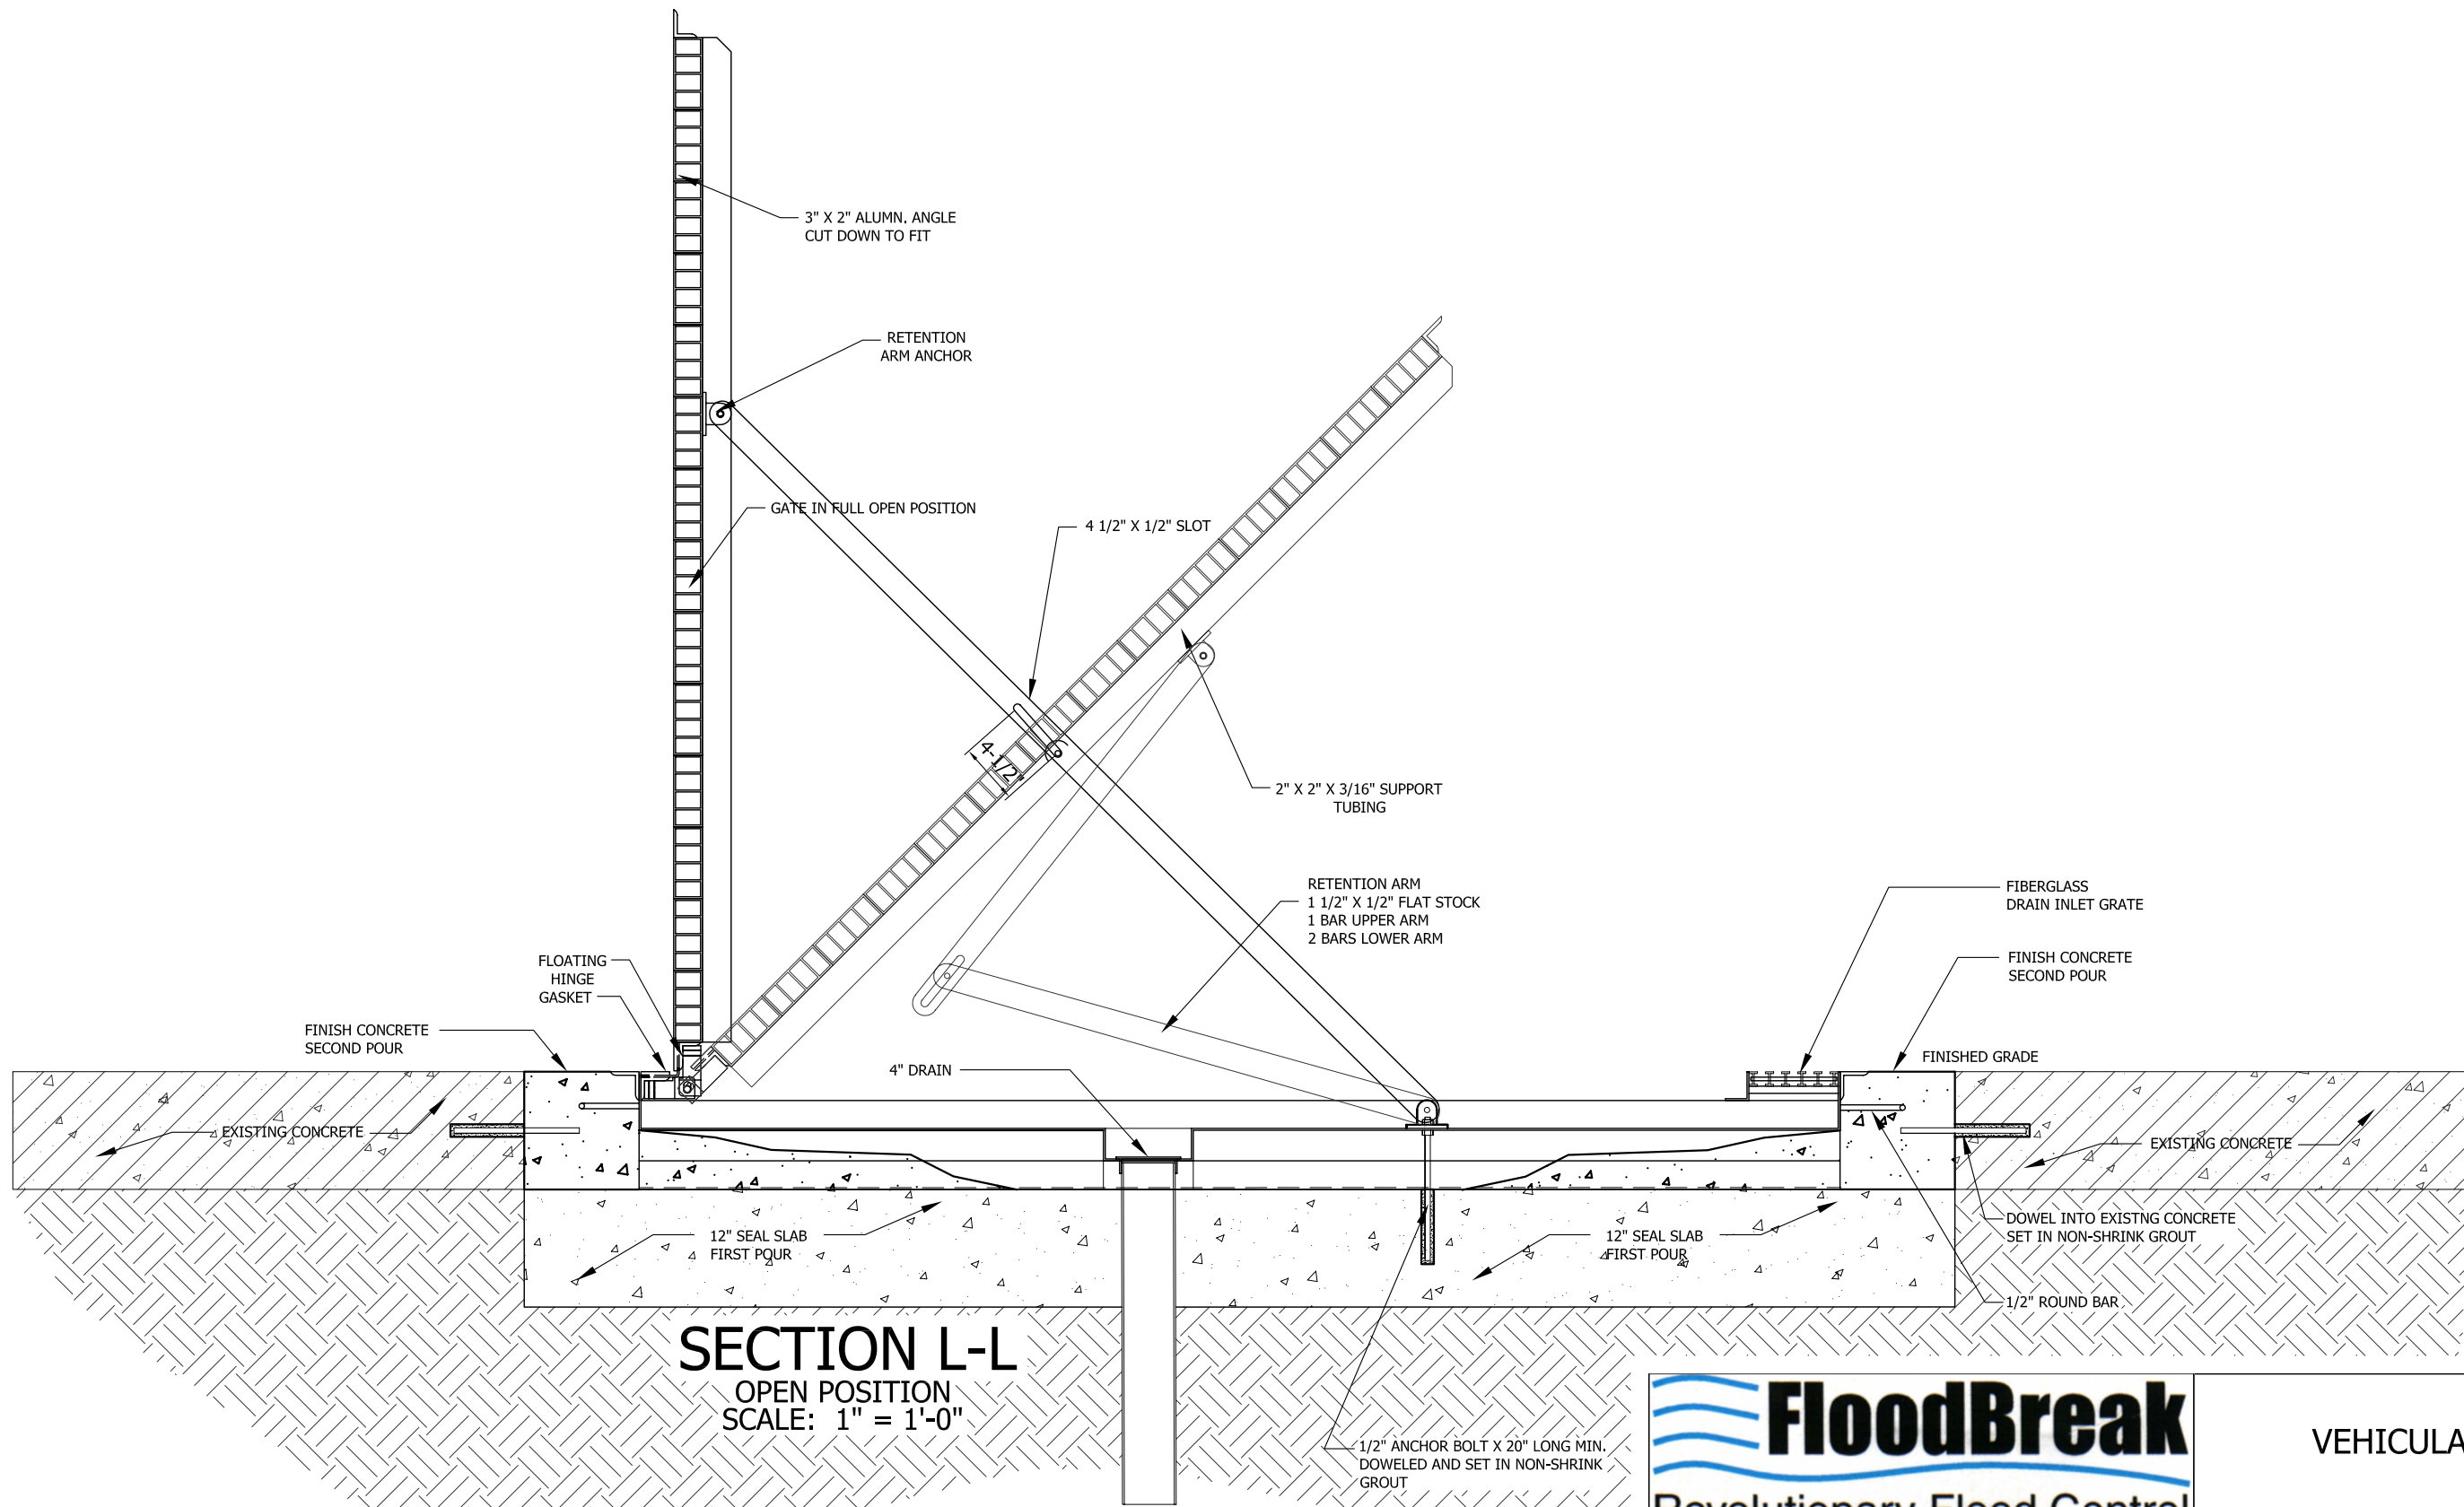 3" X 2" ALUMN. ANGLE
CUT DOWN TO FIT
RETENTION
ARM ANCHOR
GATE IN FULL OPEN POSITION
4 1/2" X 1/2" SLOT
4-1/2"
2" X 2" X 3/16" SUPPORT
TUBING
RETENTION ARM
1 1/2" X 1/2" FLAT STOCK
1 BAR UPPER ARM
2 BARS LOWER ARM
FIBERGLASS
DRAIN INLET GRATE
FLOATING
HINGE
GASKET
FINISH CONCRETE
SECOND POUR
FINISH CONCRETE
SECOND POUR
FINISHED GRADE
4" DRAIN
EXISTING CONCRETE
EXISTING CONCRETE
12" SEAL SLAB
FIRST POUR
12" SEAL SLAB
FIRST POUR
DOWEL INTO EXISTNG CONCRETE
SET IN NON-SHRINK GROUT
1/2" ROUND BAR
SECTION L-L
OPEN POSITION
SCALE: 1" = 1'-0"
1/2" ANCHOR BOLT X 20" LONG MIN.
DOWELED AND SET IN NON-SHRINK
GROUT
FloodBreak
Revolutionary Flood Control
VEHICULA